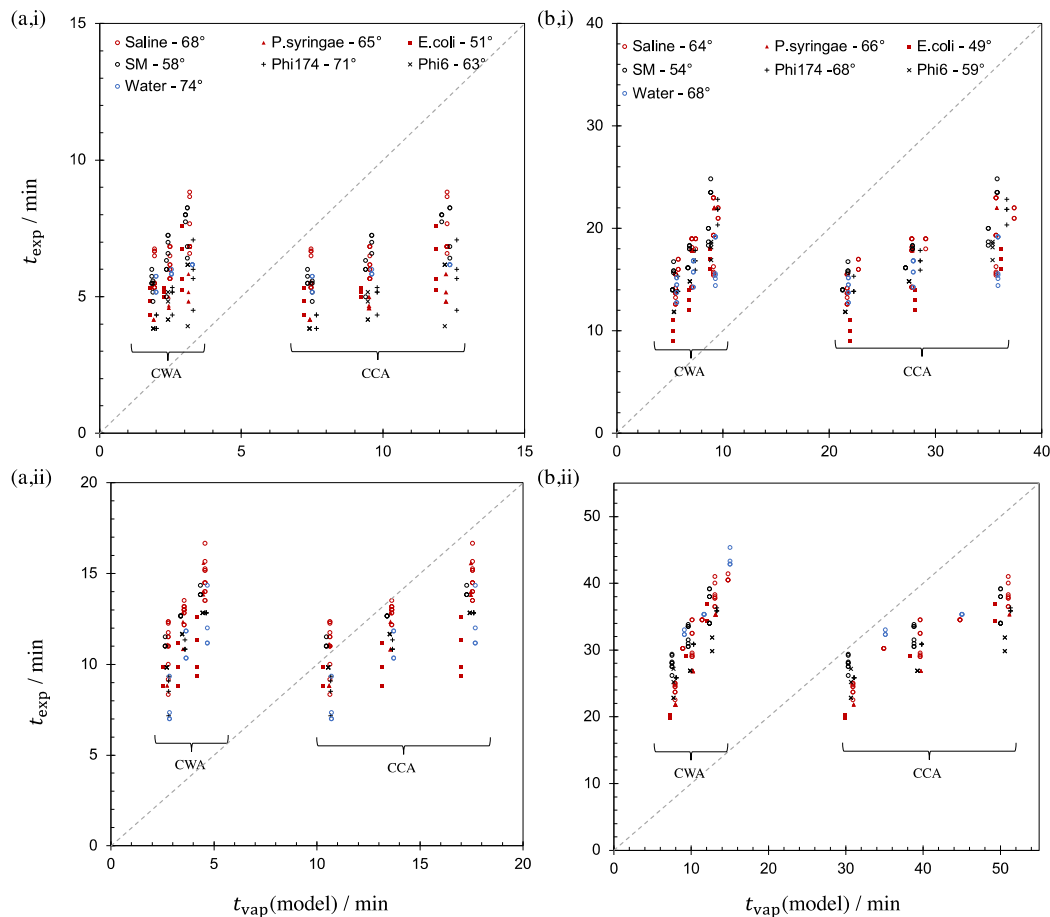 (a,i)
15
Saline - 68° P.syringae - 65° E.coli - 51°
SM - 58° Phi174 - 71° Phi6 - 63°
Water - 74°
10
5
0
0 5 10 15
CWA CCA
t_exp / min
(b,i)
40
Saline - 64° P.syringae - 66° E.coli - 49°
SM - 54° Phi174 -68° Phi6 - 59°
Water - 68°
30
20
10
0
0 10 20 30 40
CWA CCA
(a,ii)
20
15
10
5
0
0 5 10 15 20
CWA CCA
t_exp / min
t_vap(model) / min
(b,ii)
50
40
30
20
10
0
0 10 20 30 40 50
CWA CCA
t_vap(model) / min